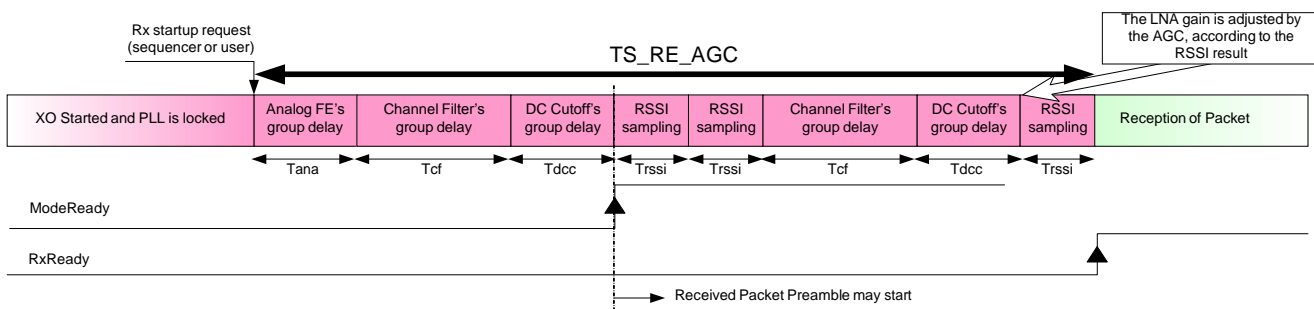 Rx startup request
(sequencer or user)
TS_RE_AGC
The LNA gain is adjusted by
the AGC, according to the
RSSI result
XO Started and PLL is locked
Analog FE's
group delay
Channel Filter's
group delay
DC Cutoff's
group delay
RSSI
sampling
RSSI
sampling
Channel Filter's
group delay
DC Cutoff's
group delay
RSSI
sampling
Reception of Packet
Tana
Tcf
Tdcc
Trssi
Trssi
Tcf
Tdcc
Trssi
ModeReady
RxReady
Received Packet Preamble may start